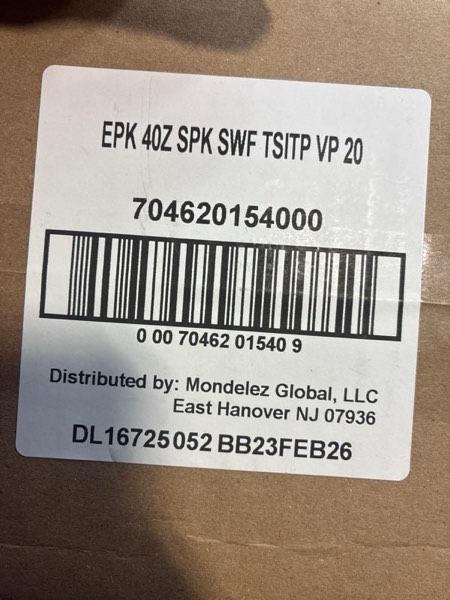 EPK 40Z SPK SWF TSITP VP 20
704620154000
0 00 70462 01540 9
Distributed by: Mondelez Global, LLC
East Hanover NJ 07936
DL16725052 BB23FEB26